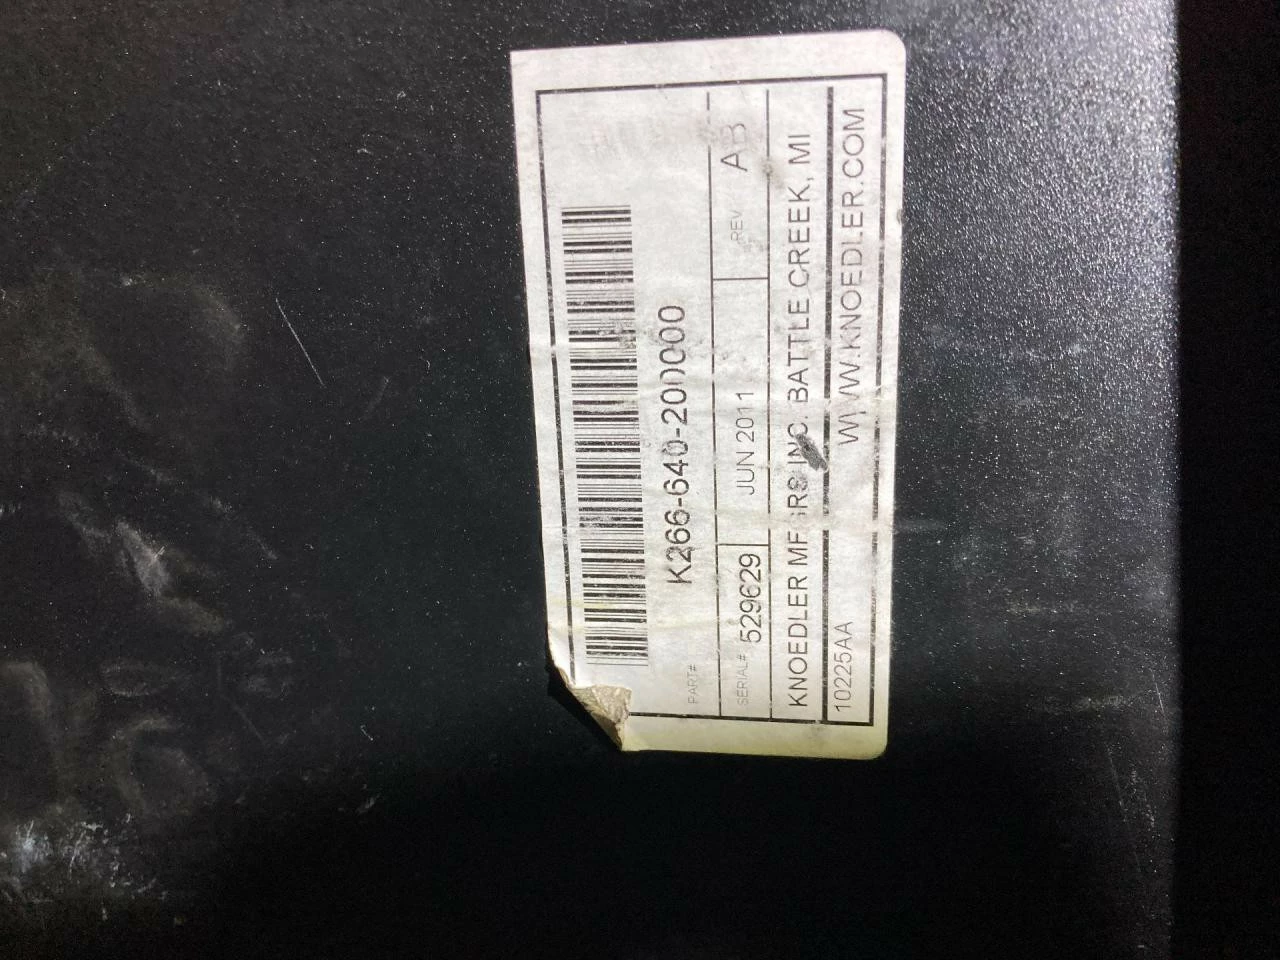 PART#
K266-640-200000
SERIAL# 529629 JUN 2011 REV AB
KNOEDLER MFGRS INC. BATTLE CREEK, MI
10225AA WWW.KNOEDLER.COM